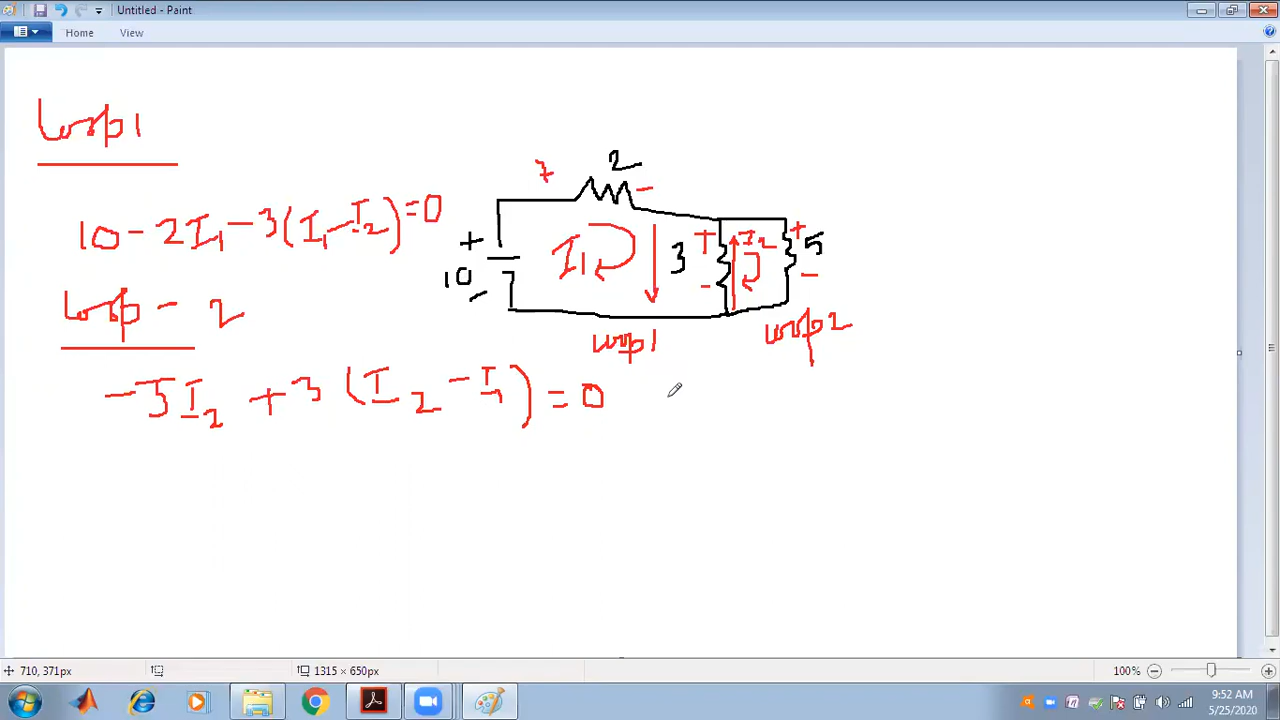 Untitled - Paint
Home View
Loop 1
10 - 2I₁ - 3(I₁ - I₂) = 0
Loop - 2
-5I₂ + 3(I₂ - I₁) = 0
+ 2 -
+
10
-
I₁
3
+
-
I₂
+
5
-
Loop 1
Loop 2
710, 371px
1315 × 650px
100%
9:52 AM
5/25/2020